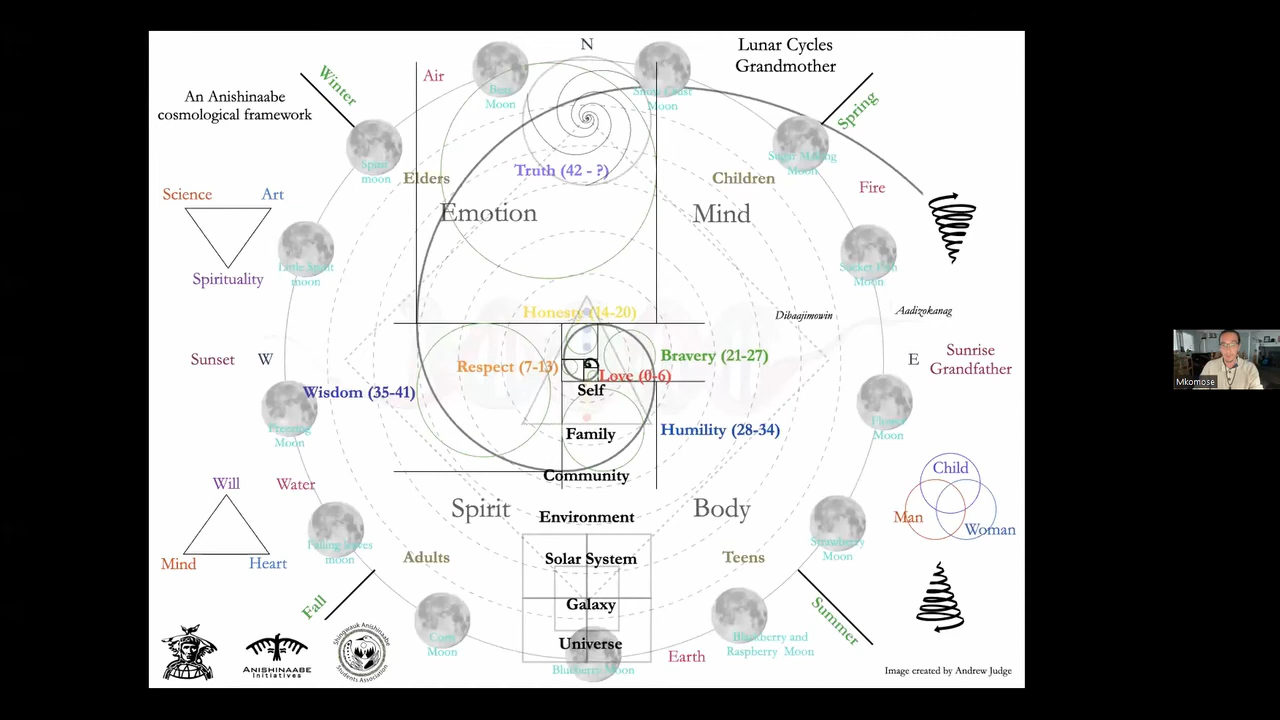 N
Lunar Cycles
Grandmother
Winter
Air
Bear
Moon
Snow Crust
Moon
Spring
An Anishinaabe
cosmological framework
Spirit
moon
Sugar Making
Moon
Truth (42 - ?)
Elders
Children
Fire
Science
Art
Emotion
Mind
Spirituality
Little Spirit
moon
Sucker Fish
Moon
Honesty (14-20)
Dibaajimowin
Aadizokanag
Sunset
W
Respect (7-13)
Bravery (21-27)
E
Sunrise
Grandfather
Love (0-6)
Self
Wisdom (35-41)
Freezing
Moon
Flower
Moon
Family
Humility (28-34)
Community
Child
Man
Woman
Will
Water
Mind
Heart
Spirit
Body
Environment
Falling leaves
moon
Strawberry
Moon
Adults
Solar System
Teens
Galaxy
Fall
Summer
Corn
Moon
Universe
Blueberry Moon
Blackberry and
Raspberry Moon
Earth
Shingwauk Anishinaabe
Students Association
ANISHINAABE
Initiatives
Image created by Andrew Judge
Mkomose